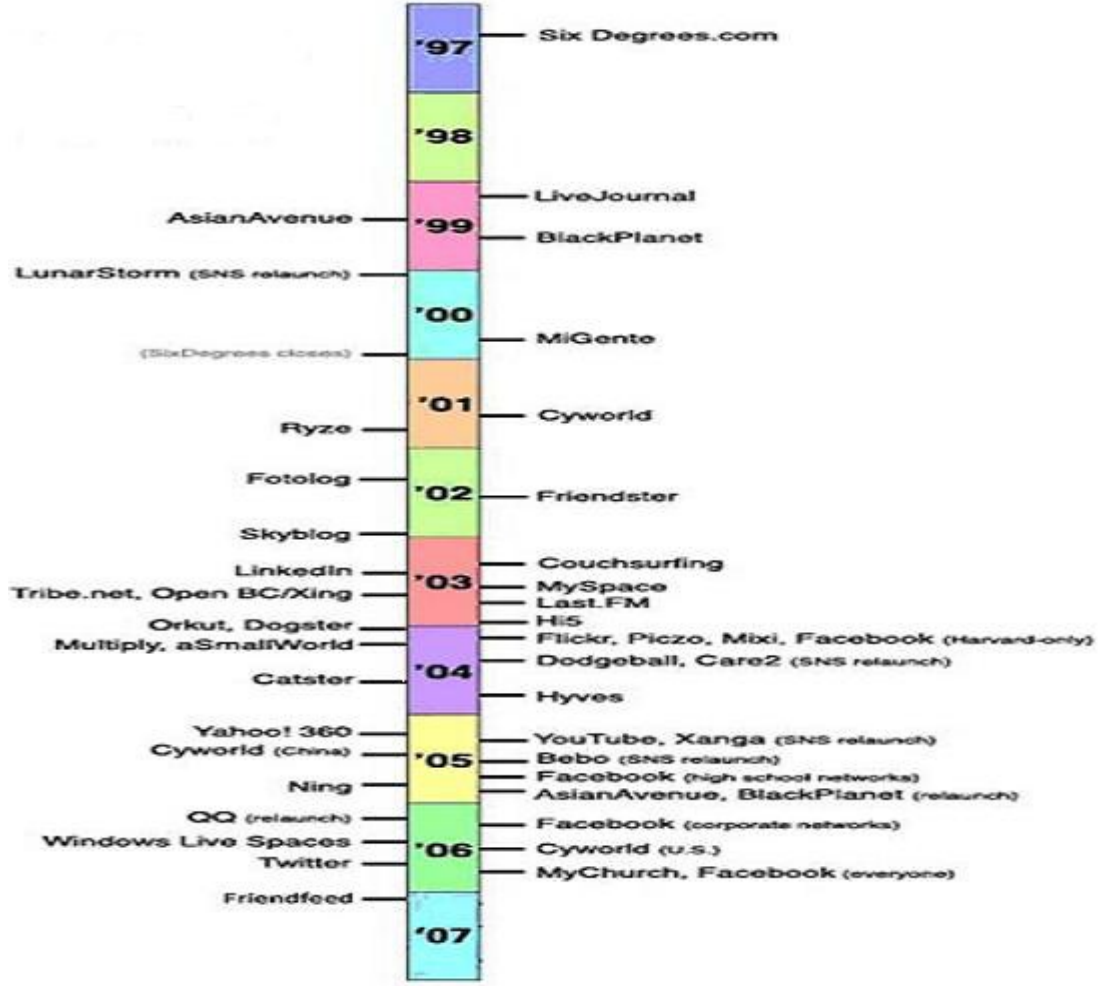 '97
Six Degrees.com
'98
LiveJournal
AsianAvenue
'99
BlackPlanet
LunarStorm (SNS relaunch)
'00
MiGente
(SixDegrees closes)
'01
Cyworld
Ryze
Fotolog
'02
Friendster
Skyblog
Couchsurfing
LinkedIn
'03
MySpace
Tribe.net, Open BC/Xing
Last.FM
Hi5
Orkut, Dogster
Flickr, Piczo, Mixi, Facebook (Harvard-only)
Multiply, aSmallWorld
Dodgeball, Care2 (SNS relaunch)
'04
Catster
Hyves
Yahoo! 360
YouTube, Xanga (SNS relaunch)
Cyworld (China)
'05
Bebo (SNS relaunch)
Facebook (high school networks)
Ning
AsianAvenue, BlackPlanet (relaunch)
QQ (relaunch)
Facebook (corporate networks)
Windows Live Spaces
'06
Cyworld (U.S.)
Twitter
MyChurch, Facebook (everyone)
Friendfeed
'07